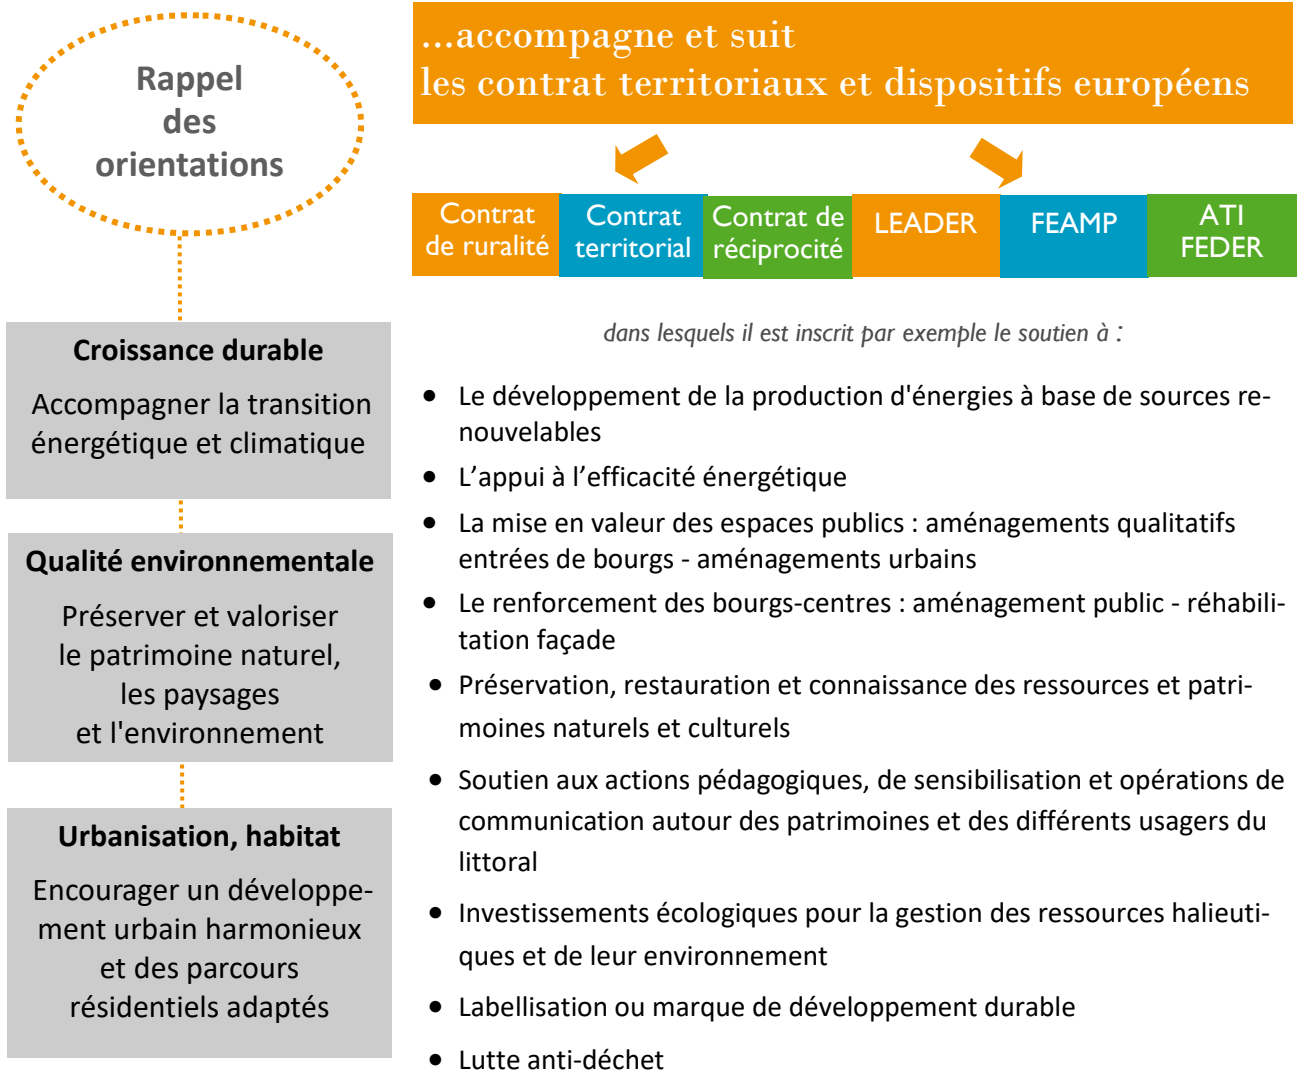 Rappel
des
orientations
...accompagne et suit
les contrat territoriaux et dispositifs européens
Contrat
de ruralité
Contrat
territorial
Contrat de
réciprocité
LEADER
FEAMP
ATI
FEDER
dans lesquels il est inscrit par exemple le soutien à :
Croissance durable
Accompagner la transition
énergétique et climatique
Qualité environnementale
Préserver et valoriser
le patrimoine naturel,
les paysages
et l'environnement
Urbanisation, habitat
Encourager un développe-
ment urbain harmonieux
et des parcours
résidentiels adaptés
• Le développement de la production d'énergies à base de sources re-
nouvelables
• L’appui à l’efficacité énergétique
• La mise en valeur des espaces publics : aménagements qualitatifs
entrées de bourgs - aménagements urbains
• Le renforcement des bourgs-centres : aménagement public - réhabili-
tation façade
• Préservation, restauration et connaissance des ressources et patri-
moines naturels et culturels
• Soutien aux actions pédagogiques, de sensibilisation et opérations de
communication autour des patrimoines et des différents usagers du
littoral
• Investissements écologiques pour la gestion des ressources halieuti-
ques et de leur environnement
• Labellisation ou marque de développement durable
• Lutte anti-déchet